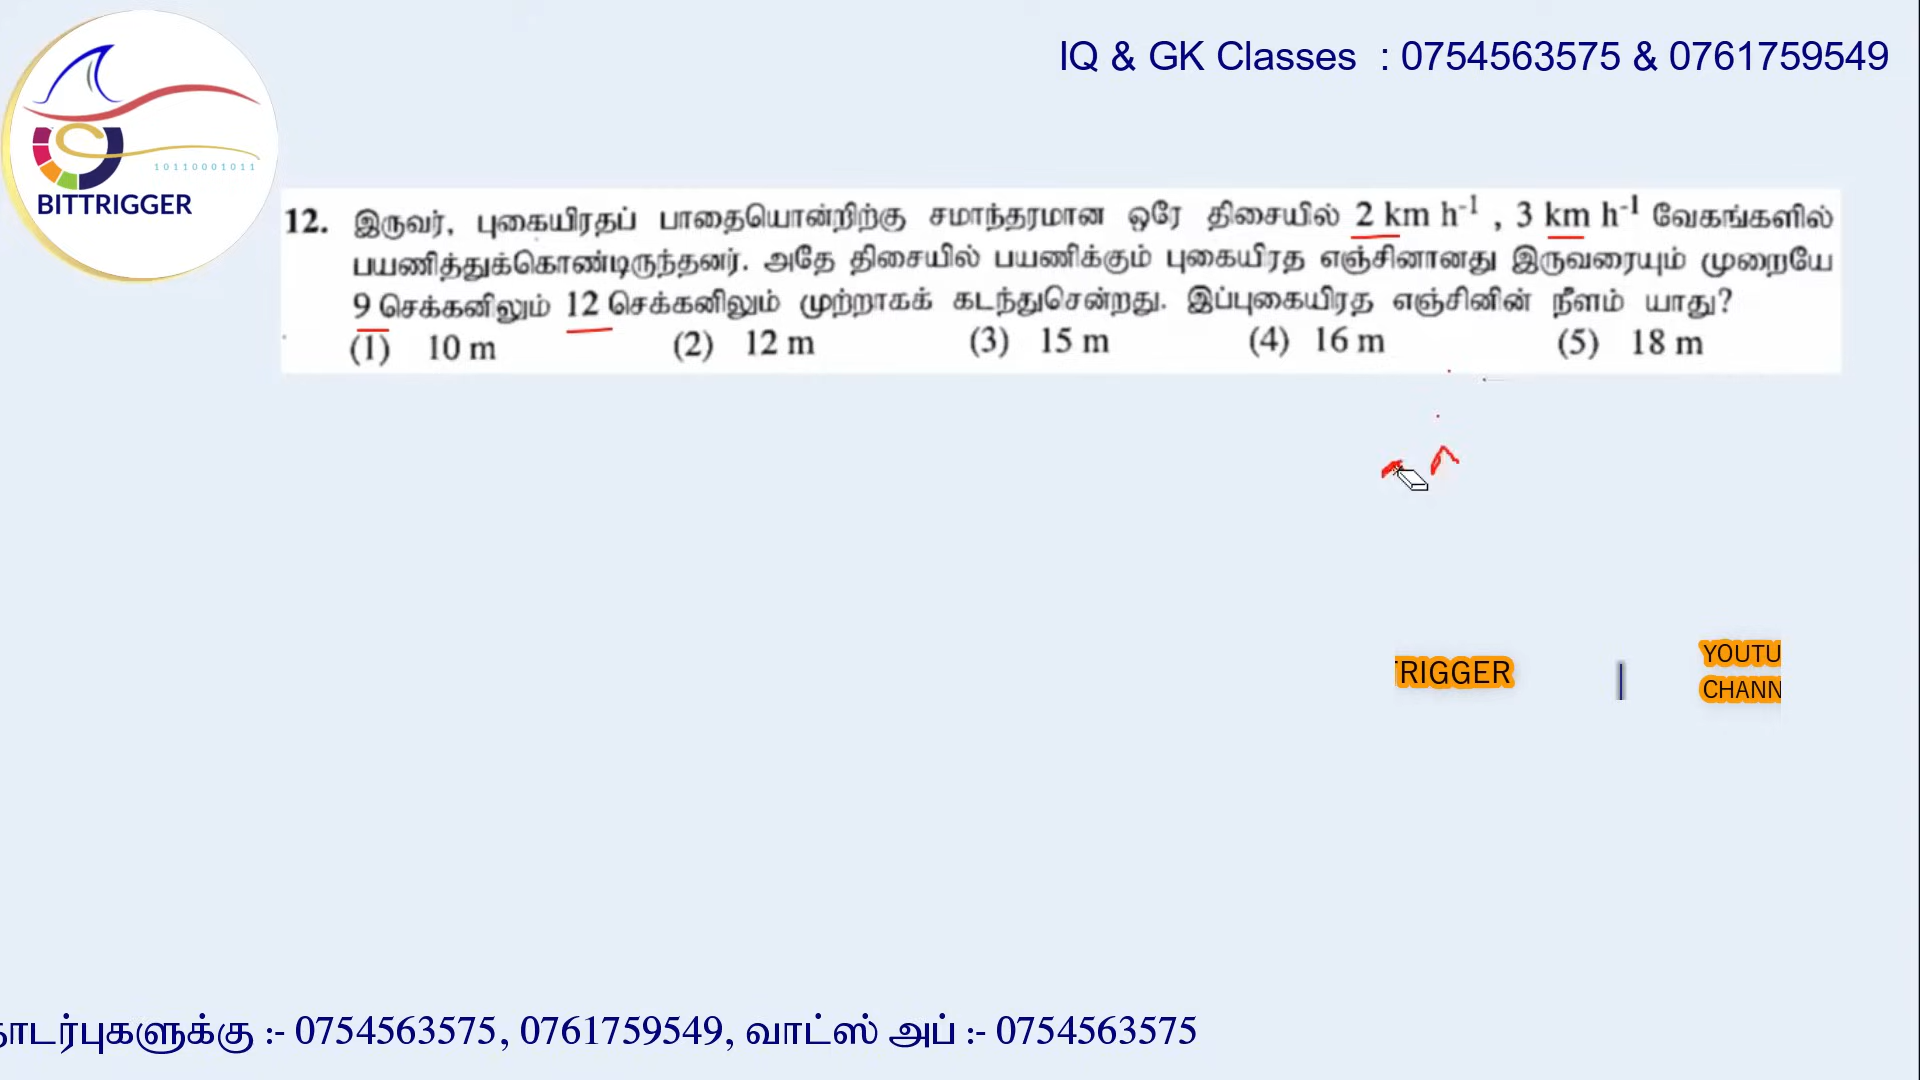 IQ & GK Classes : 0754563575 & 0761759549
10110001011
BITTRIGGER
12. இருவர், புகையிரதப் பாதையொன்றிற்கு சமாந்தரமான ஒரே திசையில் 2 km h⁻¹ , 3 km h⁻¹ வேகங்களில்
பயணித்துக்கொண்டிருந்தனர். அதே திசையில் பயணிக்கும் புகையிரத எஞ்சினானது இருவரையும் முறையே
9 செக்கனிலும் 12 செக்கனிலும் முற்றாகக் கடந்துசென்றது. இப்புகையிரத எஞ்சினின் நீளம் யாது?
(1) 10 m (2) 12 m (3) 15 m (4) 16 m (5) 18 m
TRIGGER | YOUTU
CHANN
ாடர்புகளுக்கு :- 0754563575, 0761759549, வாட்ஸ் அப் :- 0754563575